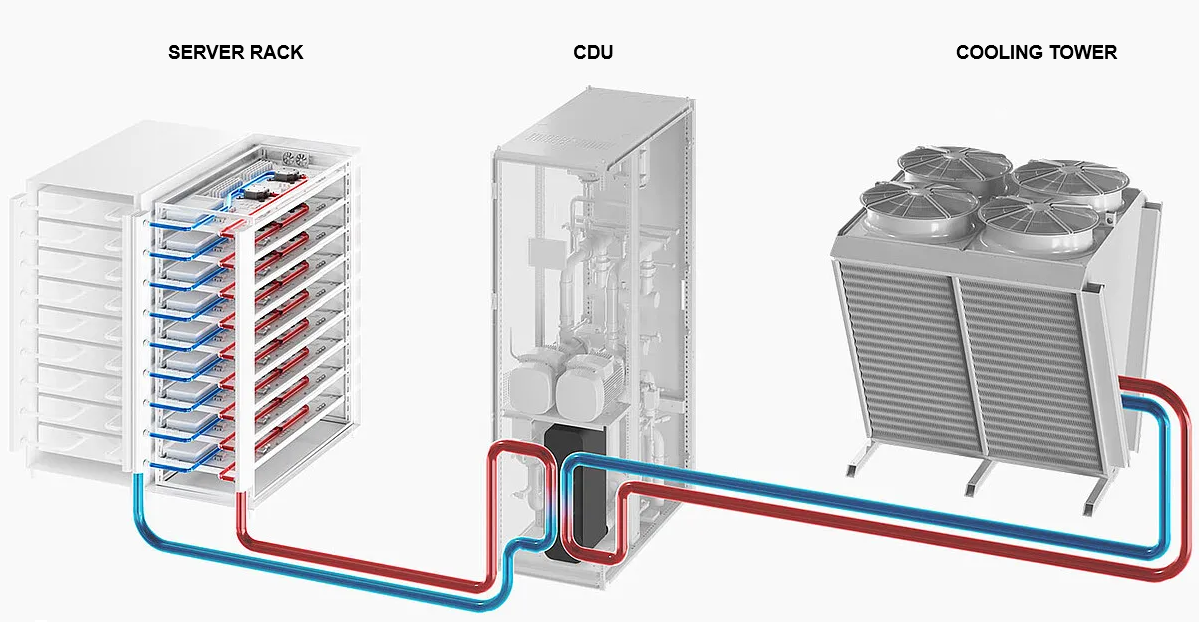 SERVER RACK
CDU
COOLING TOWER